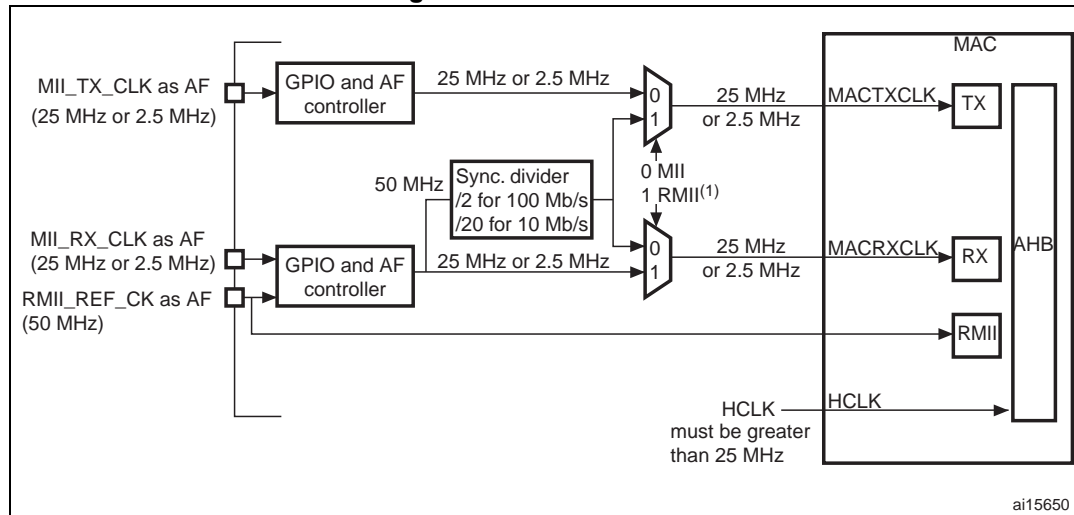 g
MAC
MII_TX_CLK as AF
(25 MHz or 2.5 MHz)
GPIO and AF
controller
25 MHz or 2.5 MHz
0
1
25 MHz
or 2.5 MHz
MACTXCLK
TX
50 MHz
Sync. divider
/2 for 100 Mb/s
/20 for 10 Mb/s
0 MII
1 RMII(1)
MII_RX_CLK as AF
(25 MHz or 2.5 MHz)
RMII_REF_CK as AF
(50 MHz)
GPIO and AF
controller
25 MHz or 2.5 MHz
0
1
25 MHz
or 2.5 MHz
MACRXCLK
RX
AHB
RMII
HCLK
must be greater
than 25 MHz
HCLK
ai15650